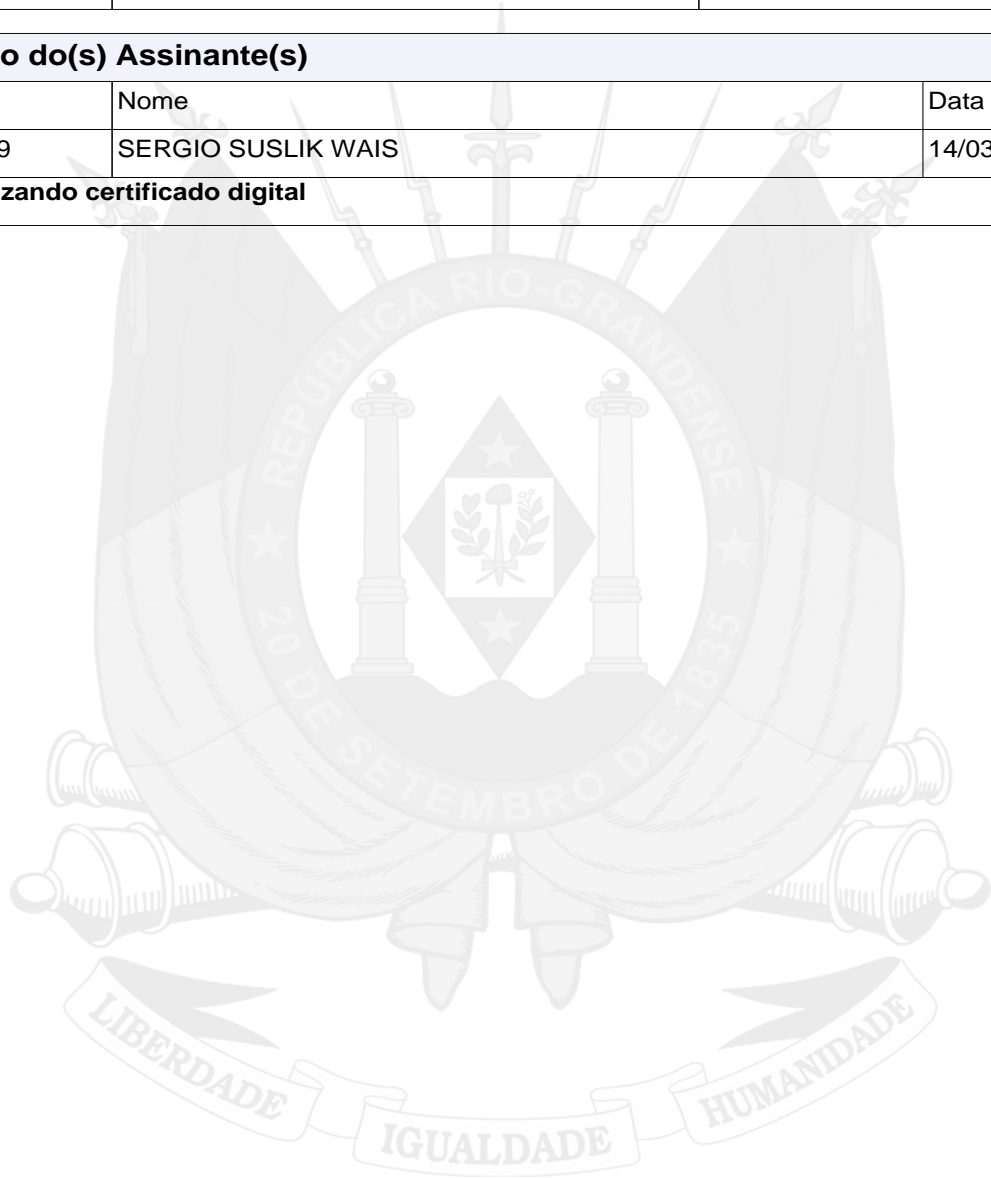 o do(s) Assinante(s)
Nome Data
9 SERGIO SUSLIK WAIS 14/03
zando certificado digital
REPÚBLICA RIO-GRANDENSE
20 DE SETEMBRO DE 1835
LIBERDADE IGUALDADE HUMANIDADE